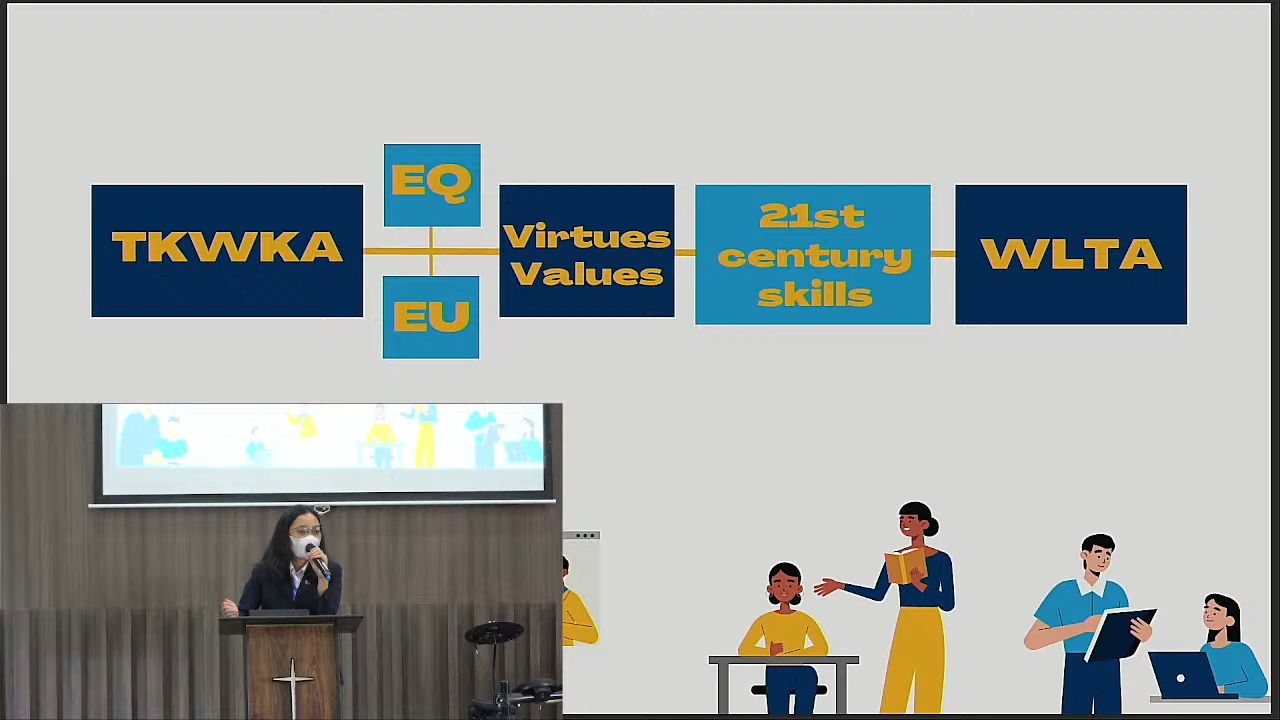 TKWKA
EQ
EU
Virtues
Values
21st
century
skills
WLTA